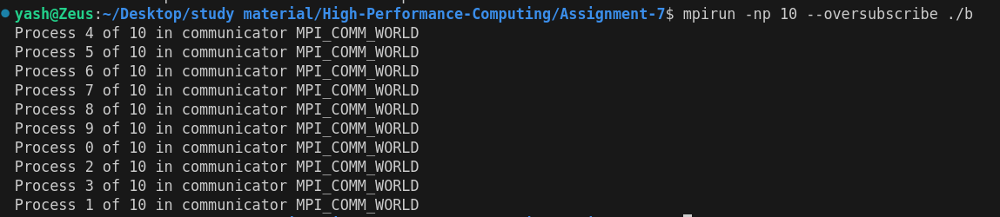 yash@Zeus:~/Desktop/study material/High-Performance-Computing/Assignment-7$ mpirun -np 10 --oversubscribe ./b
Process 4 of 10 in communicator MPI_COMM_WORLD
Process 5 of 10 in communicator MPI_COMM_WORLD
Process 6 of 10 in communicator MPI_COMM_WORLD
Process 7 of 10 in communicator MPI_COMM_WORLD
Process 8 of 10 in communicator MPI_COMM_WORLD
Process 9 of 10 in communicator MPI_COMM_WORLD
Process 0 of 10 in communicator MPI_COMM_WORLD
Process 2 of 10 in communicator MPI_COMM_WORLD
Process 3 of 10 in communicator MPI_COMM_WORLD
Process 1 of 10 in communicator MPI_COMM_WORLD